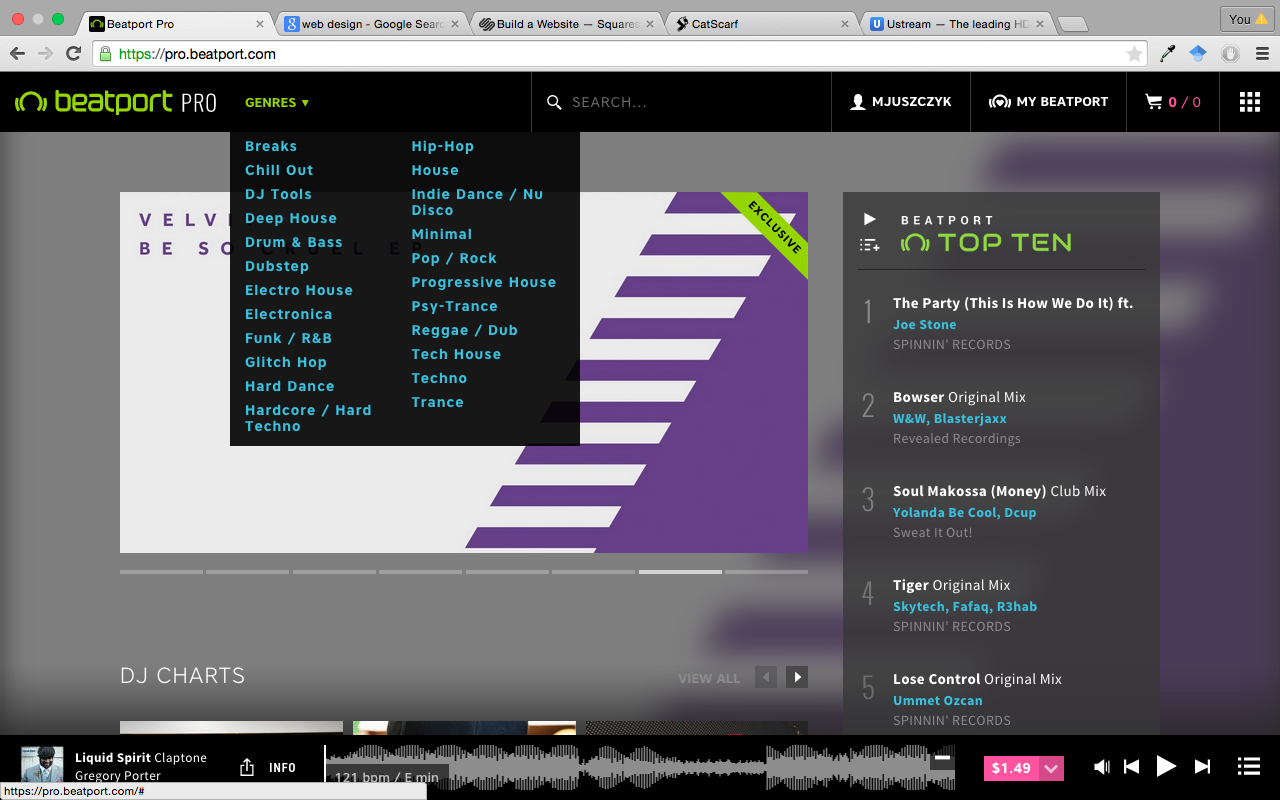 Beatport Pro
web design - Google Sear
Build a Website — Square
CatScarf
Ustream — The leading HD
You
https://pro.beatport.com
beatport PRO
GENRES ▾
SEARCH...
MJUSZCZYK
MY BEATPORT
0 / 0
Breaks
Chill Out
DJ Tools
Deep House
Drum & Bass
Dubstep
Electro House
Electronica
Funk / R&B
Glitch Hop
Hard Dance
Hardcore / Hard
Techno
Hip-Hop
House
Indie Dance / Nu
Disco
Minimal
Pop / Rock
Progressive House
Psy-Trance
Reggae / Dub
Tech House
Techno
Trance
VELV
BE SO CRUEL EP
EXCLUSIVE
BEATPORT
TOP TEN
1
The Party (This Is How We Do It) ft.
Joe Stone
SPINNIN' RECORDS
2
Bowser Original Mix
W&W, Blasterjaxx
Revealed Recordings
3
Soul Makossa (Money) Club Mix
Yolanda Be Cool, Dcup
Sweat It Out!
4
Tiger Original Mix
Skytech, Fafaq, R3hab
SPINNIN' RECORDS
5
Lose Control Original Mix
Ummet Ozcan
SPINNIN' RECORDS
DJ CHARTS
VIEW ALL
Liquid Spirit Claptone
Gregory Porter
INFO
121 bpm / E min
$1.49
https://pro.beatport.com/#